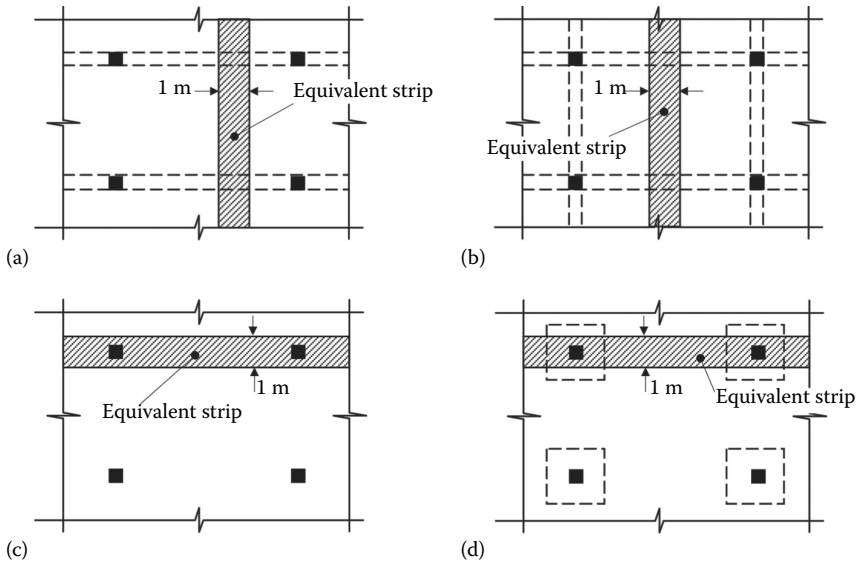 1 m
Equivalent strip
(a)
1 m
Equivalent strip
(b)
1 m
Equivalent strip
(c)
1 m
Equivalent strip
(d)